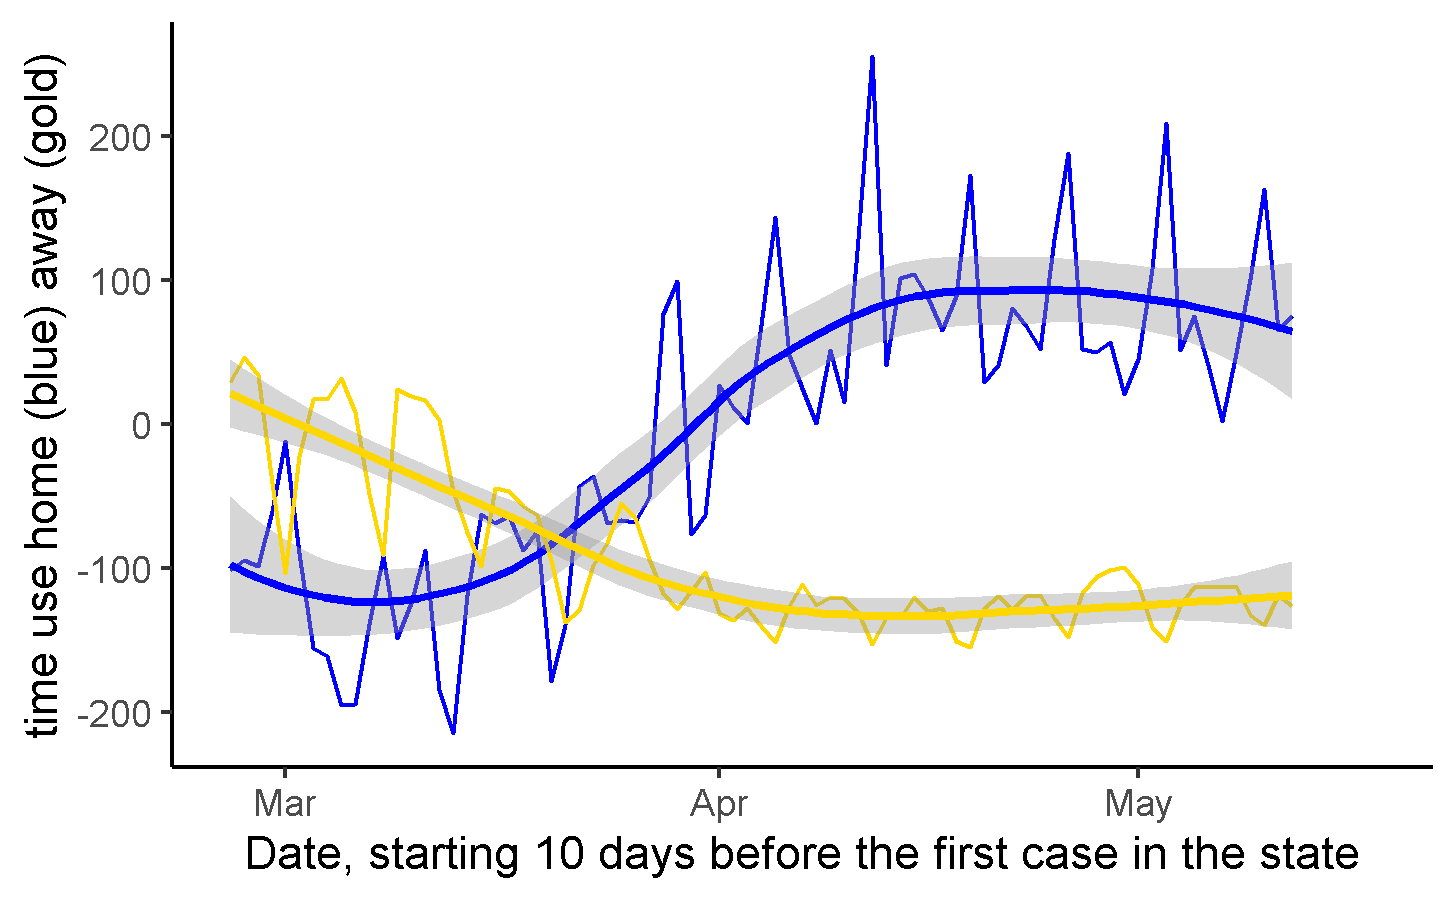 time use home (blue) away (gold)
200
100
0
-100
-200
Mar Apr May
Date, starting 10 days before the first case in the state